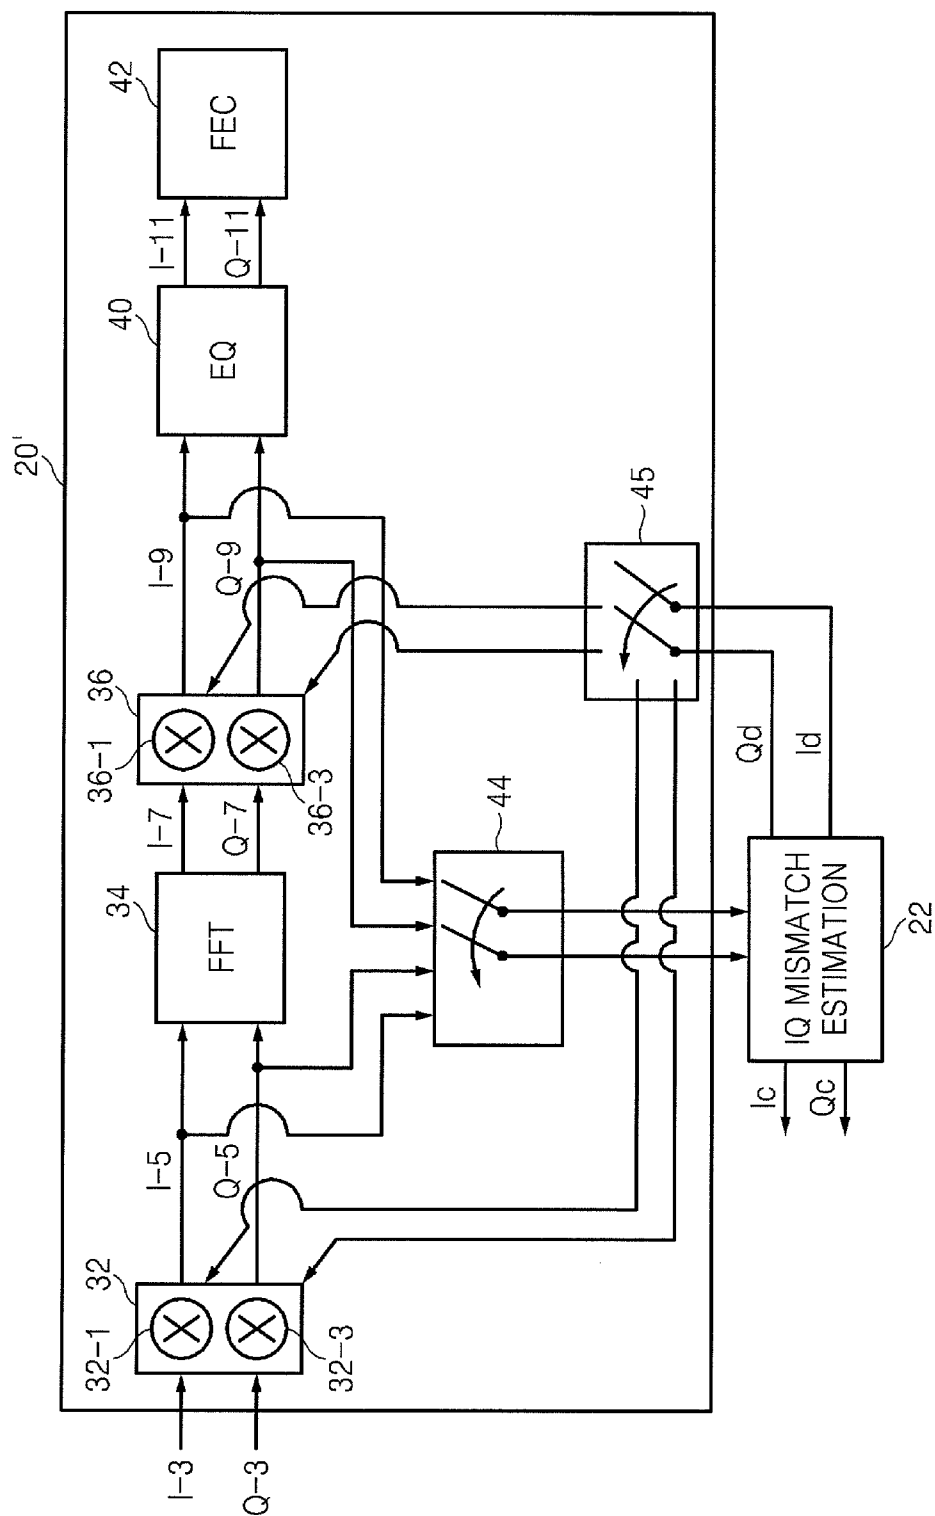 20'
I-3
Q-3
32
32-1
32-3
I-5
Q-5
34
FFT
I-7
Q-7
36
36-1
36-3
I-9
Q-9
40
EQ
I-11
Q-11
42
FEC
44
45
Qd
Id
IQ MISMATCH
ESTIMATION
22
Ic
Qc